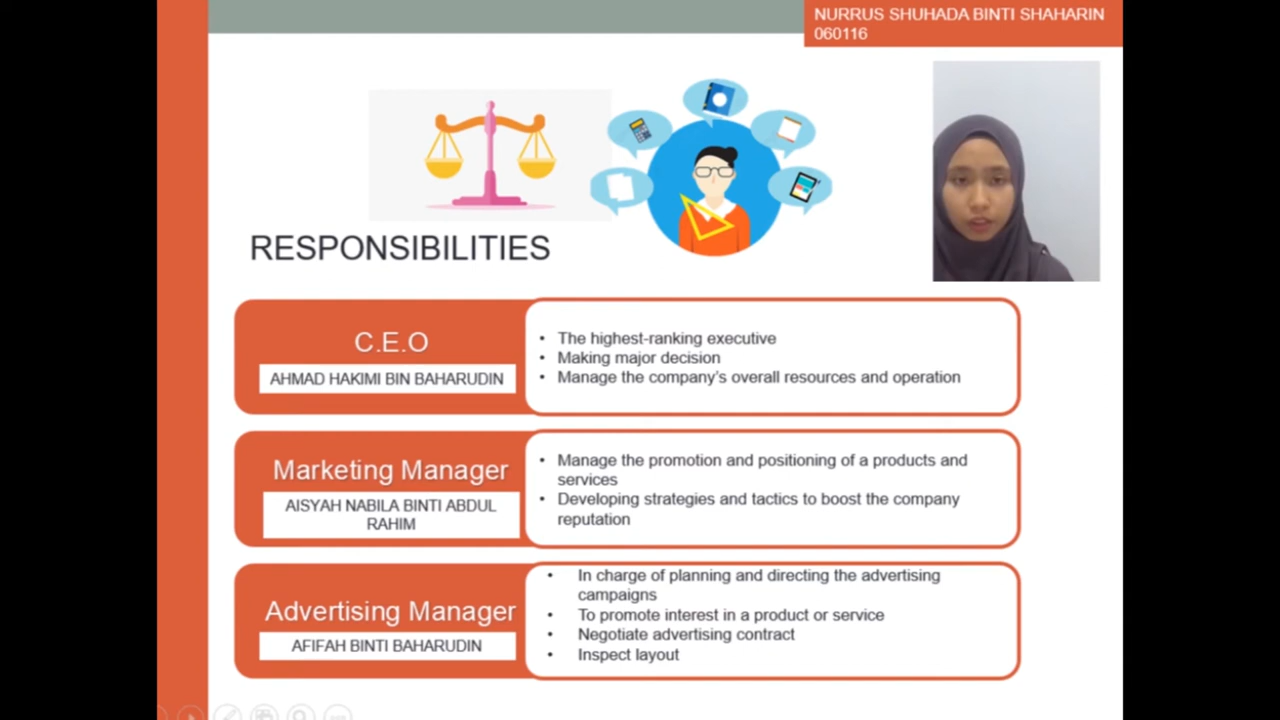 NURRUS SHUHADA BINTI SHAHARIN
060116
RESPONSIBILITIES
C.E.O
AHMAD HAKIMI BIN BAHARUDIN
• The highest-ranking executive
• Making major decision
• Manage the company's overall resources and operation
Marketing Manager
AISYAH NABILA BINTI ABDUL
RAHIM
• Manage the promotion and positioning of a products and
services
• Developing strategies and tactics to boost the company
reputation
Advertising Manager
AFIFAH BINTI BAHARUDIN
• In charge of planning and directing the advertising
campaigns
• To promote interest in a product or service
• Negotiate advertising contract
• Inspect layout